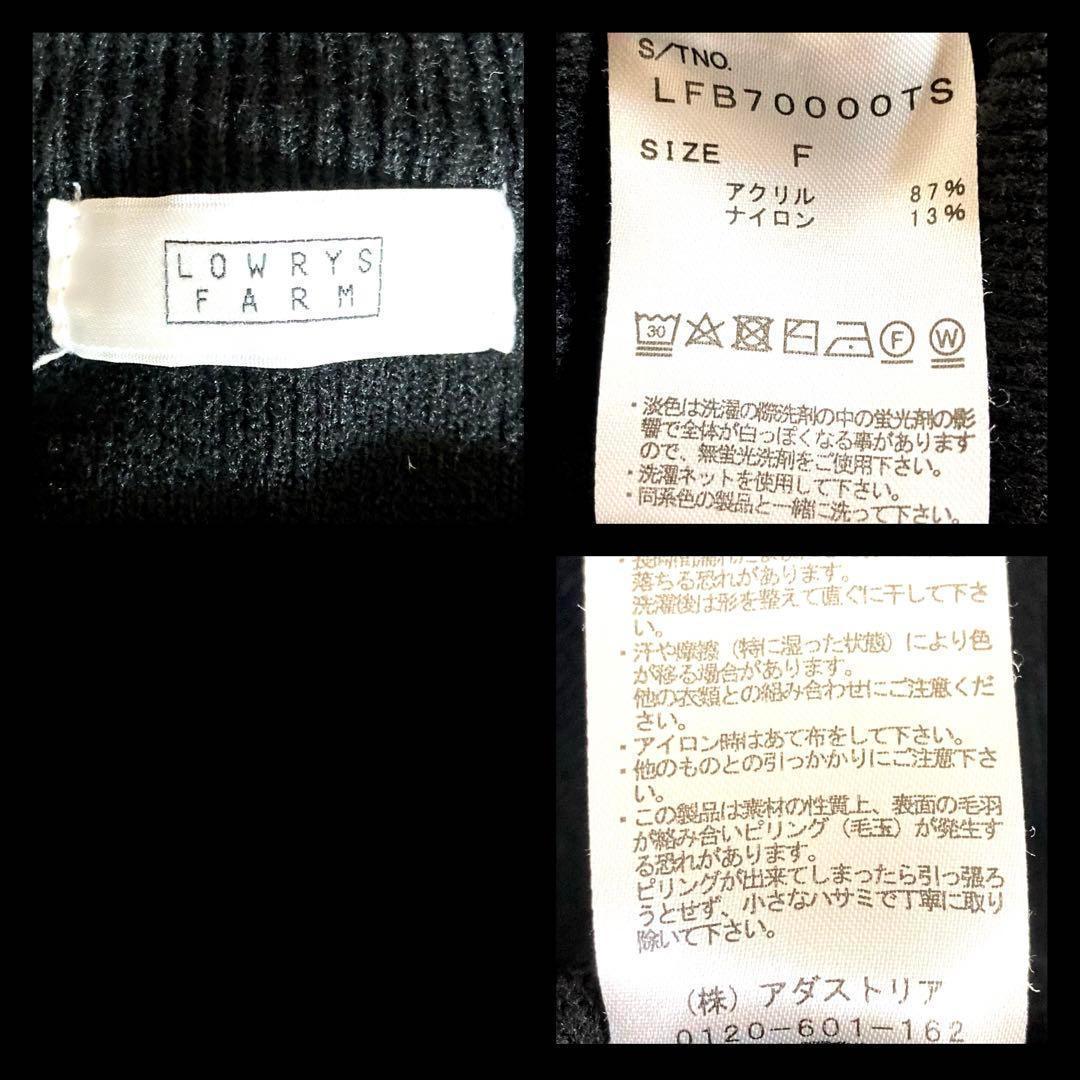 LOWRYS
FARM
S/TNO.
LFB70000TS
SIZE F
アクリル 87%
ナイロン 13%
30
F
W
・淡色は洗濯の際洗剤の中の蛍光剤の影
響で全体が白っぽくなる事があります
ので、無蛍光洗剤をご使用下さい。
・洗濯ネットを使用して下さい。
・同系色の製品と一緒に洗って下さい。
落ちる恐れがあります。
洗濯後は形を整えて直ぐに干して下さ
い。
・汗や摩擦（特に湿った状態）により色
が移る場合があります。
他の衣類との組み合わせにご注意くだ
さい。
・アイロン時はあて布をして下さい。
・他のものとの引っかかりにご注意下さ
い。
・この製品は素材の性質上、表面の毛羽
が絡み合いピリング（毛玉）が発生す
る恐れがあります。
ピリングが出来てしまったら引っ張ろ
うとせず、小さなハサミで丁寧に取り
除いて下さい。
（株）アダストリア
0120-601-162